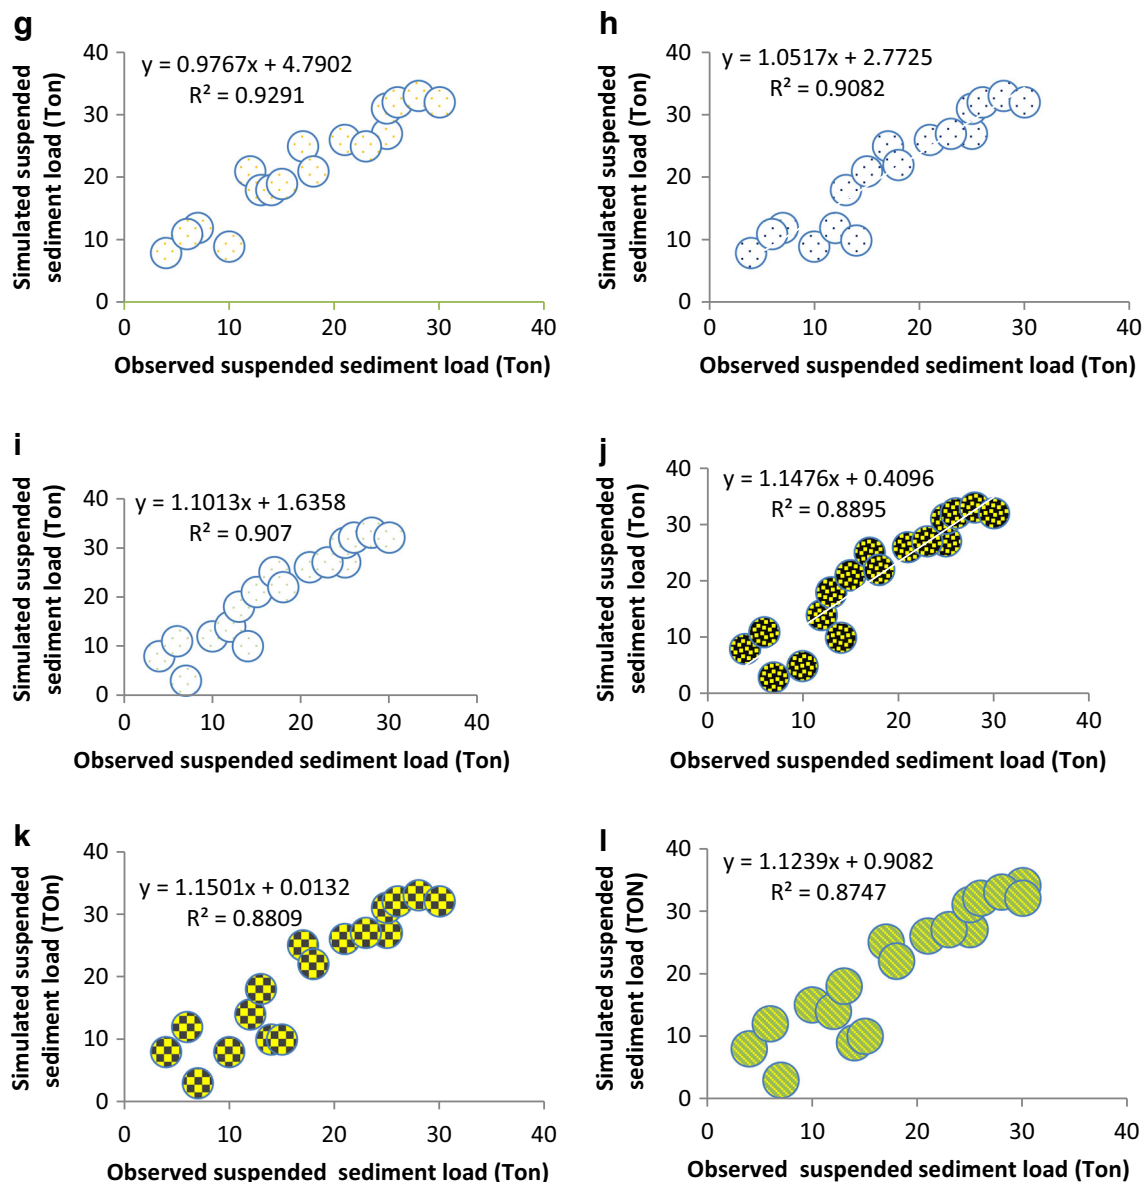 g
y = 0.9767x + 4.7902
R² = 0.9291
Simulated suspended
sediment load (Ton)
40
30
20
10
0
0 10 20 30 40
Observed suspended sediment load (Ton)
h
y = 1.0517x + 2.7725
R² = 0.9082
Simulated suspended
sediment load (Ton)
40
30
20
10
0
0 10 20 30 40
Observed suspended sediment load (Ton)
i
y = 1.1013x + 1.6358
R² = 0.907
Simulated suspended
sediment load (Ton)
40
30
20
10
0
0 10 20 30 40
Observed suspended sediment load (Ton)
j
y = 1.1476x + 0.4096
R² = 0.8895
Simulated suspended
sediment load (Ton)
40
30
20
10
0
0 10 20 30 40
Observed suspended sediment load (Ton)
k
y = 1.1501x + 0.0132
R² = 0.8809
Simulated suspended
sediment load (TOn)
40
30
20
10
0
0 10 20 30 40
Observed suspended sediment load (Ton)
l
y = 1.1239x + 0.9082
R² = 0.8747
Simulated suspended
sediment load (TON)
40
30
20
10
0
0 10 20 30 40
Observed suspended sediment load (Ton)